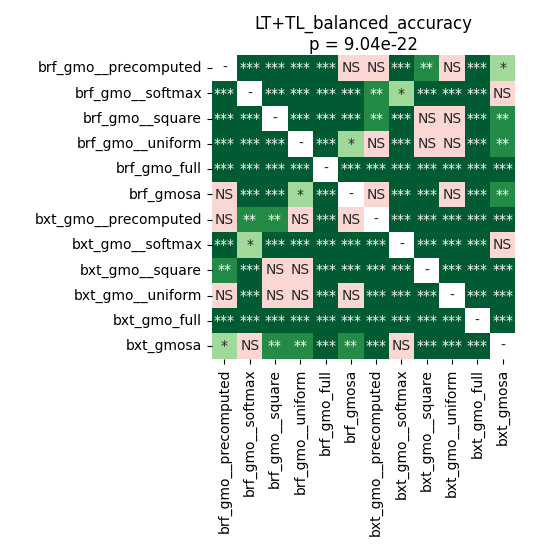 LT+TL_balanced_accuracy
p = 9.04e-22
brf_gmo__precomputed - *** *** *** *** NS NS *** ** NS *** *
brf_gmo__softmax *** - *** *** *** *** ** * *** *** *** NS
brf_gmo__square *** *** - *** *** *** ** *** NS NS *** **
brf_gmo__uniform *** *** *** - *** * NS *** NS NS *** **
brf_gmo_full *** *** *** *** - *** *** *** *** *** *** ***
brf_gmosa NS *** *** * *** - NS *** *** NS *** **
bxt_gmo__precomputed NS ** ** NS *** NS - *** *** *** *** ***
bxt_gmo__softmax *** * *** *** *** *** *** - *** *** *** NS
bxt_gmo__square ** *** NS NS *** *** *** *** - *** *** ***
bxt_gmo__uniform NS *** NS NS *** NS *** *** *** - *** ***
bxt_gmo_full *** *** *** *** *** *** *** *** *** *** - ***
bxt_gmosa * NS ** ** *** ** *** NS *** *** *** -
brf_gmo__precomputed
brf_gmo__softmax
brf_gmo__square
brf_gmo__uniform
brf_gmo_full
brf_gmosa
bxt_gmo__precomputed
bxt_gmo__softmax
bxt_gmo__square
bxt_gmo__uniform
bxt_gmo_full
bxt_gmosa